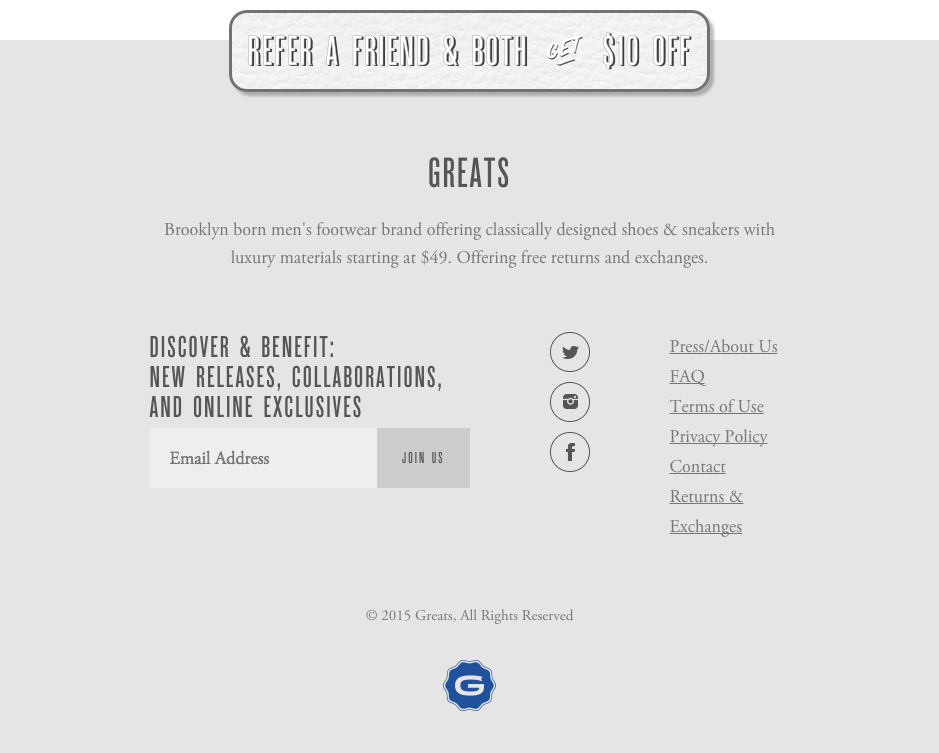 REFER A FRIEND & BOTH GET $10 OFF
GREATS
Brooklyn born men's footwear brand offering classically designed shoes & sneakers with
luxury materials starting at $49. Offering free returns and exchanges.
DISCOVER & BENEFIT:
NEW RELEASES, COLLABORATIONS,
AND ONLINE EXCLUSIVES
Email Address
JOIN US
Press/About Us
FAQ
Terms of Use
Privacy Policy
Contact
Returns &
Exchanges
© 2015 Greats, All Rights Reserved
G